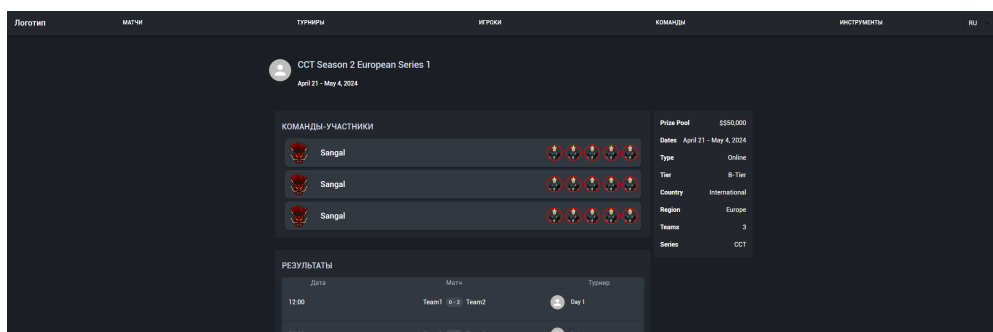 Логотип МАТЧИ ТУРНИРЫ ИГРОКИ КОМАНДЫ ИНСТРУМЕНТЫ RU
CCT Season 2 European Series 1
April 21 - May 4, 2024
КОМАНДЫ-УЧАСТНИКИ
Sangal
Sangal
Sangal
Prize Pool $$50,000
Dates April 21 - May 4, 2024
Type Online
Tier B-Tier
Country International
Region Europe
Teams 3
Series CCT
РЕЗУЛЬТАТЫ
Дата Матч Турнир
12:00 Team1 0 - 2 Team2 Day 1